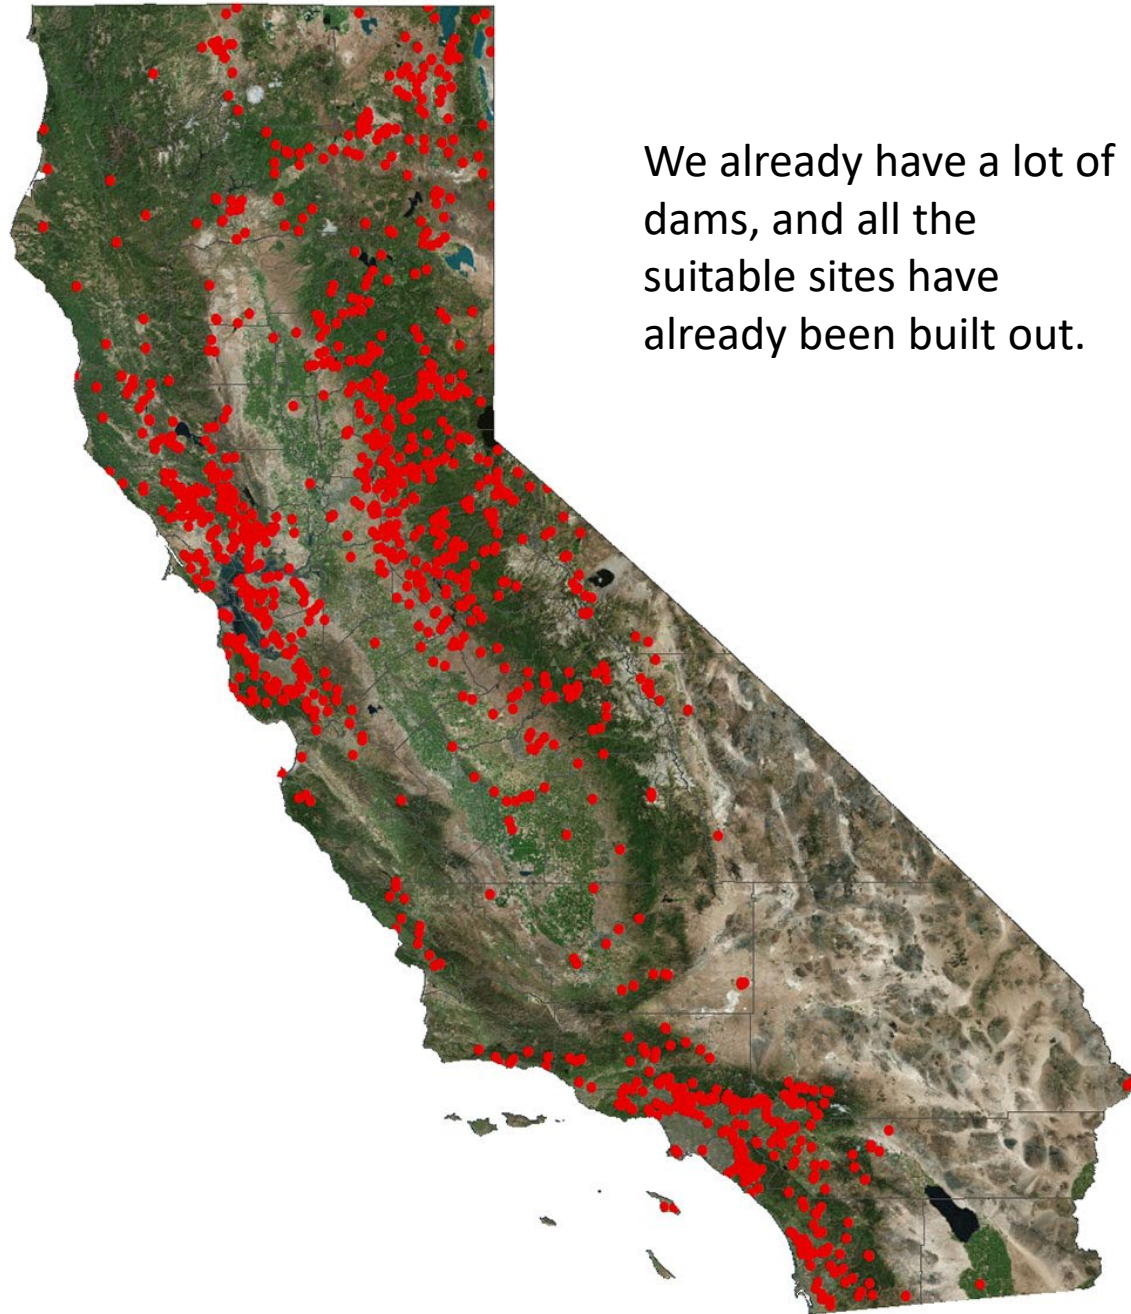 We already have a lot of
dams, and all the
suitable sites have
already been built out.